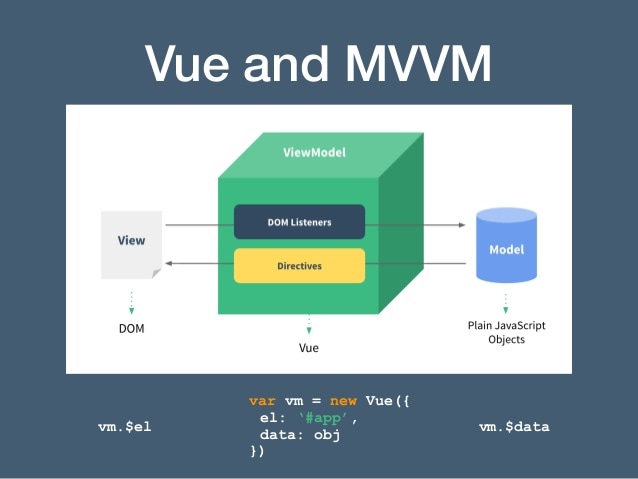 Vue and MVVM
ViewModel
DOM Listeners
View
Model
Directives
DOM
Vue
Plain JavaScript
Objects
var vm = new Vue({
el: ‘#app’,
data: obj
})
vm.$el
vm.$data